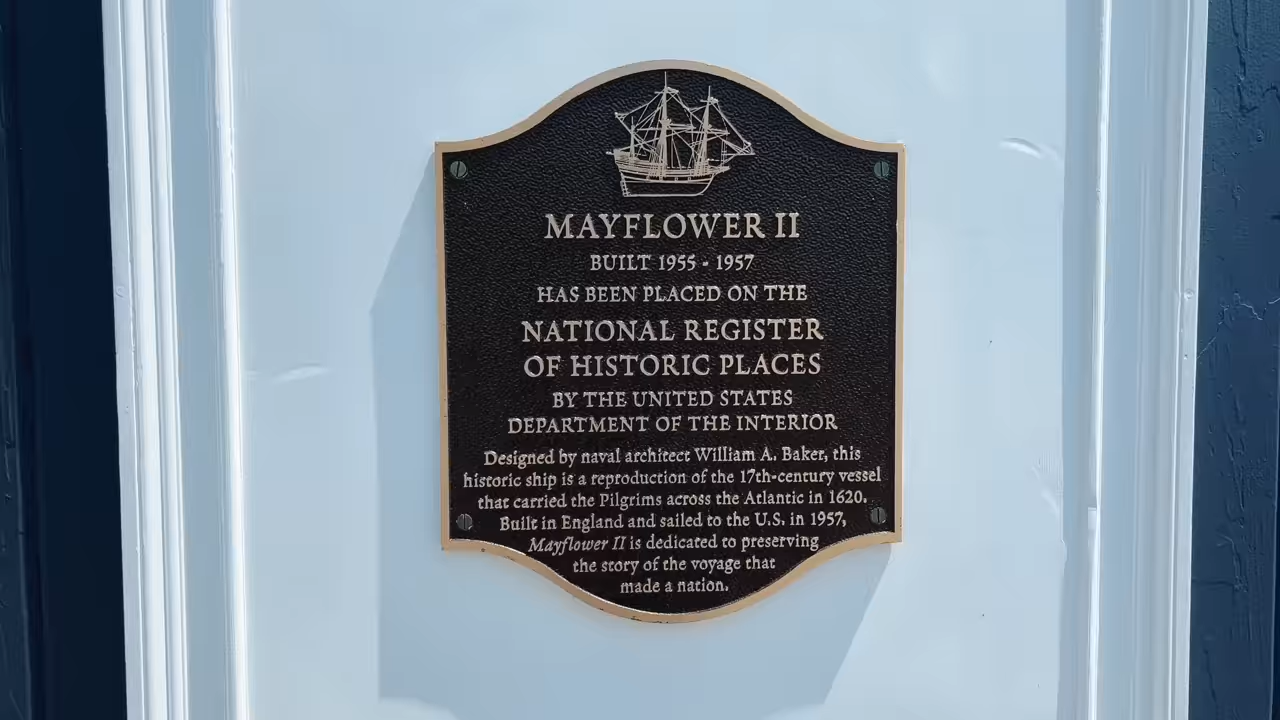 MAYFLOWER II
BUILT 1955 - 1957
HAS BEEN PLACED ON THE
NATIONAL REGISTER
OF HISTORIC PLACES
BY THE UNITED STATES
DEPARTMENT OF THE INTERIOR
Designed by naval architect William A. Baker, this
historic ship is a reproduction of the 17th-century vessel
that carried the Pilgrims across the Atlantic in 1620.
Built in England and sailed to the U.S. in 1957,
Mayflower II is dedicated to preserving
the story of the voyage that
made a nation.